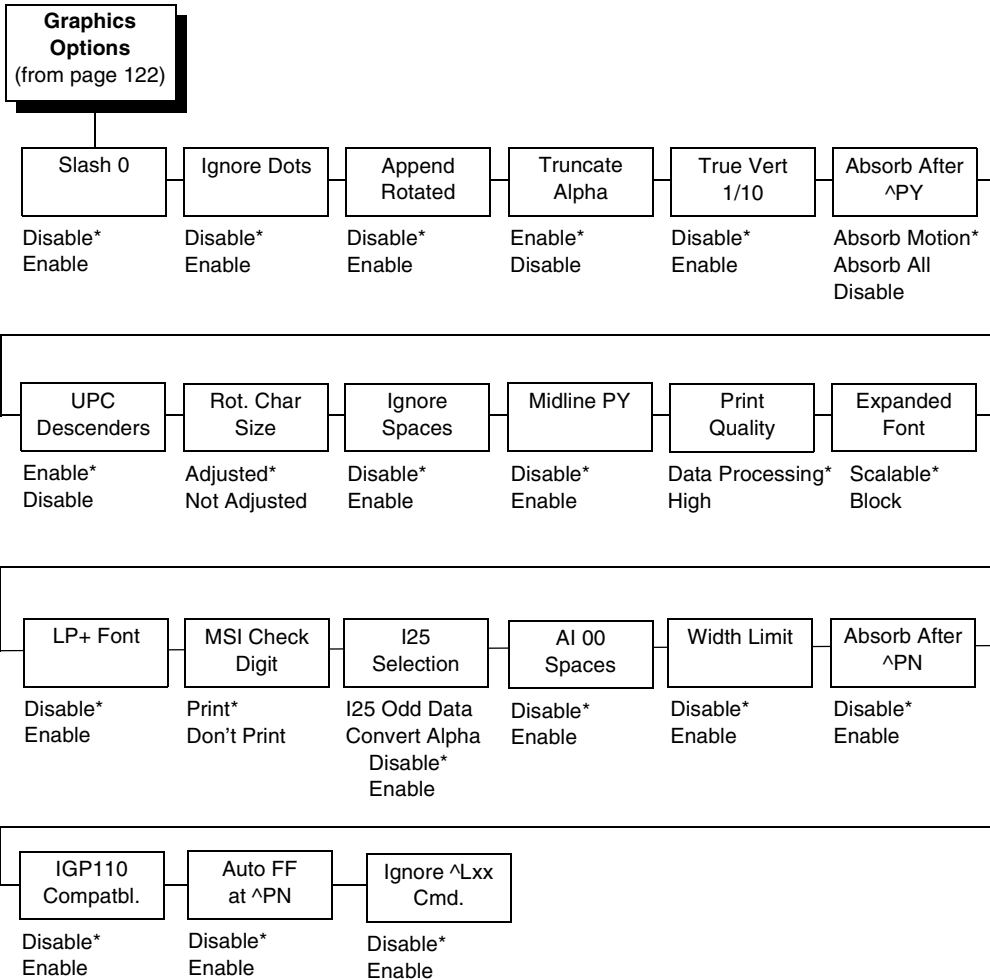 Graphics
Options
(from page 122)
Slash 0
Disable*
Enable
Ignore Dots
Disable*
Enable
Append
Rotated
Disable*
Enable
Truncate
Alpha
Enable*
Disable
True Vert
1/10
Disable*
Enable
Absorb After
^PY
Absorb Motion*
Absorb All
Disable
UPC
Descenders
Enable*
Disable
Rot. Char
Size
Adjusted*
Not Adjusted
Ignore
Spaces
Disable*
Enable
Midline PY
Disable*
Enable
Print
Quality
Data Processing*
High
Expanded
Font
Scalable*
Block
LP+ Font
Disable*
Enable
MSI Check
Digit
Print*
Don't Print
I25
Selection
I25 Odd Data
Convert Alpha
Disable*
Enable
AI 00
Spaces
Disable*
Enable
Width Limit
Disable*
Enable
Absorb After
^PN
Disable*
Enable
IGP110
Compatbl.
Disable*
Enable
Auto FF
at ^PN
Disable*
Enable
Ignore ^Lxx
Cmd.
Disable*
Enable